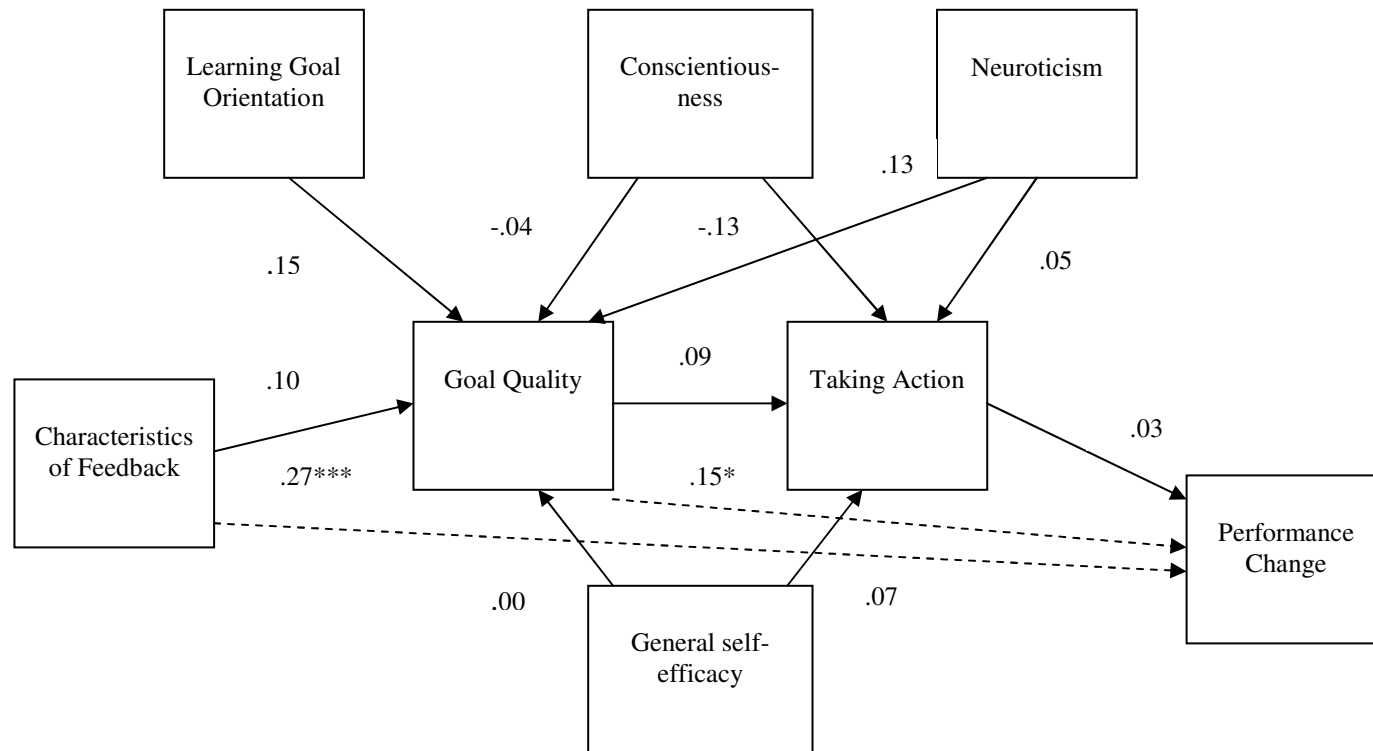 Learning Goal
Orientation
Conscientious-
ness
Neuroticism
.13
-.04
-.13
.15
.05
Goal Quality
.09
Taking Action
.10
Characteristics
of Feedback
.27***
.15*
.03
Performance
Change
.00
.07
General self-
efficacy